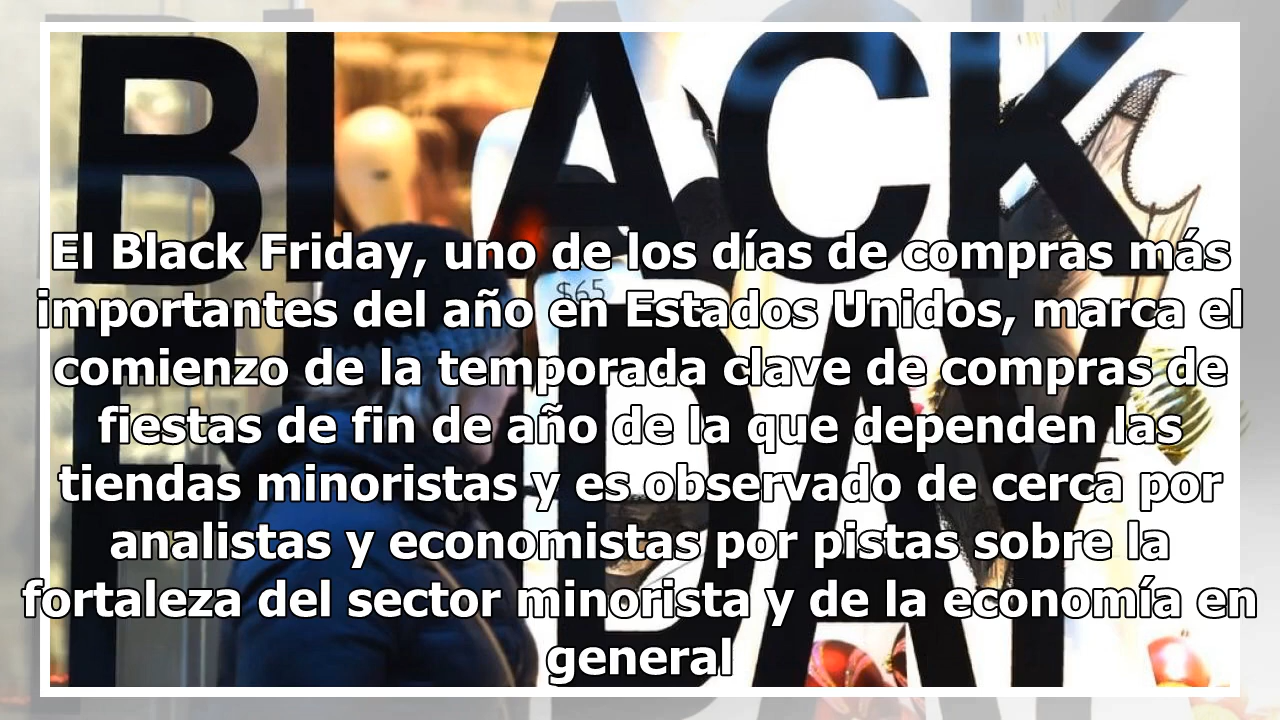 BLACK
El Black Friday, uno de los días de compras más
$65
importantes del año en Estados Unidos, marca el
comienzo de la temporada clave de compras de
fiestas de fin de año de la que dependen las
tiendas minoristas y es observado de cerca por
analistas y economistas por pistas sobre la
fortaleza del sector minorista y de la economía en
general
DAY